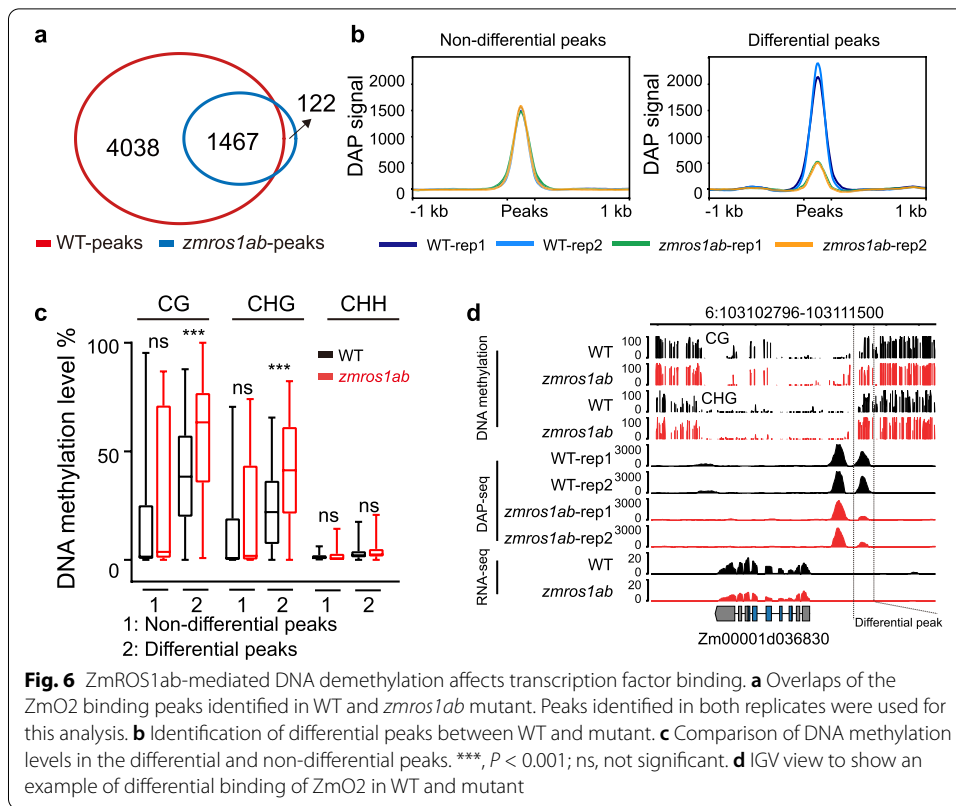 a
4038
1467
122
WT-peaks zmros1ab-peaks
b
Non-differential peaks
Differential peaks
DAP signal
2000
1500
1000
500
0
-1 kb Peaks 1 kb
DAP signal
2000
1500
1000
500
0
-1 kb Peaks 1 kb
WT-rep1 WT-rep2 zmros1ab-rep1 zmros1ab-rep2
c
CG CHG CHH
DNA methylation level %
100
50
0
ns *** ns *** ns ns
WT
zmros1ab
1 2 1 2 1 2
1: Non-differential peaks
2: Differential peaks
d
6:103102796-103111500
DNA methylation
WT 100 0 CG
zmros1ab 100 0
WT 100 0 CHG
zmros1ab 100 0
DAP-seq
WT-rep1 3000 0
WT-rep2 3000 0
zmros1ab-rep1 3000 0
zmros1ab-rep2 3000 0
RNA-seq
WT 20 0
zmros1ab 20 0
Differential peak
Zm00001d036830
Fig. 6 ZmROS1ab-mediated DNA demethylation affects transcription factor binding. a Overlaps of the
ZmO2 binding peaks identified in WT and zmros1ab mutant. Peaks identified in both replicates were used for
this analysis. b Identification of differential peaks between WT and mutant. c Comparison of DNA methylation
levels in the differential and non-differential peaks. ***, P < 0.001; ns, not significant. d IGV view to show an
example of differential binding of ZmO2 in WT and mutant